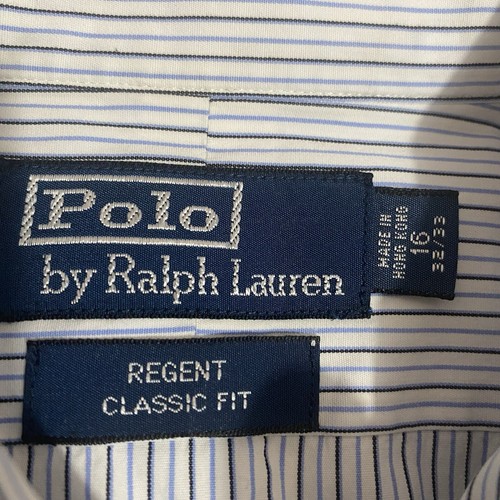 Polo
by Ralph Lauren
MADE IN
HONG KONG
16
32/33
REGENT
CLASSIC FIT